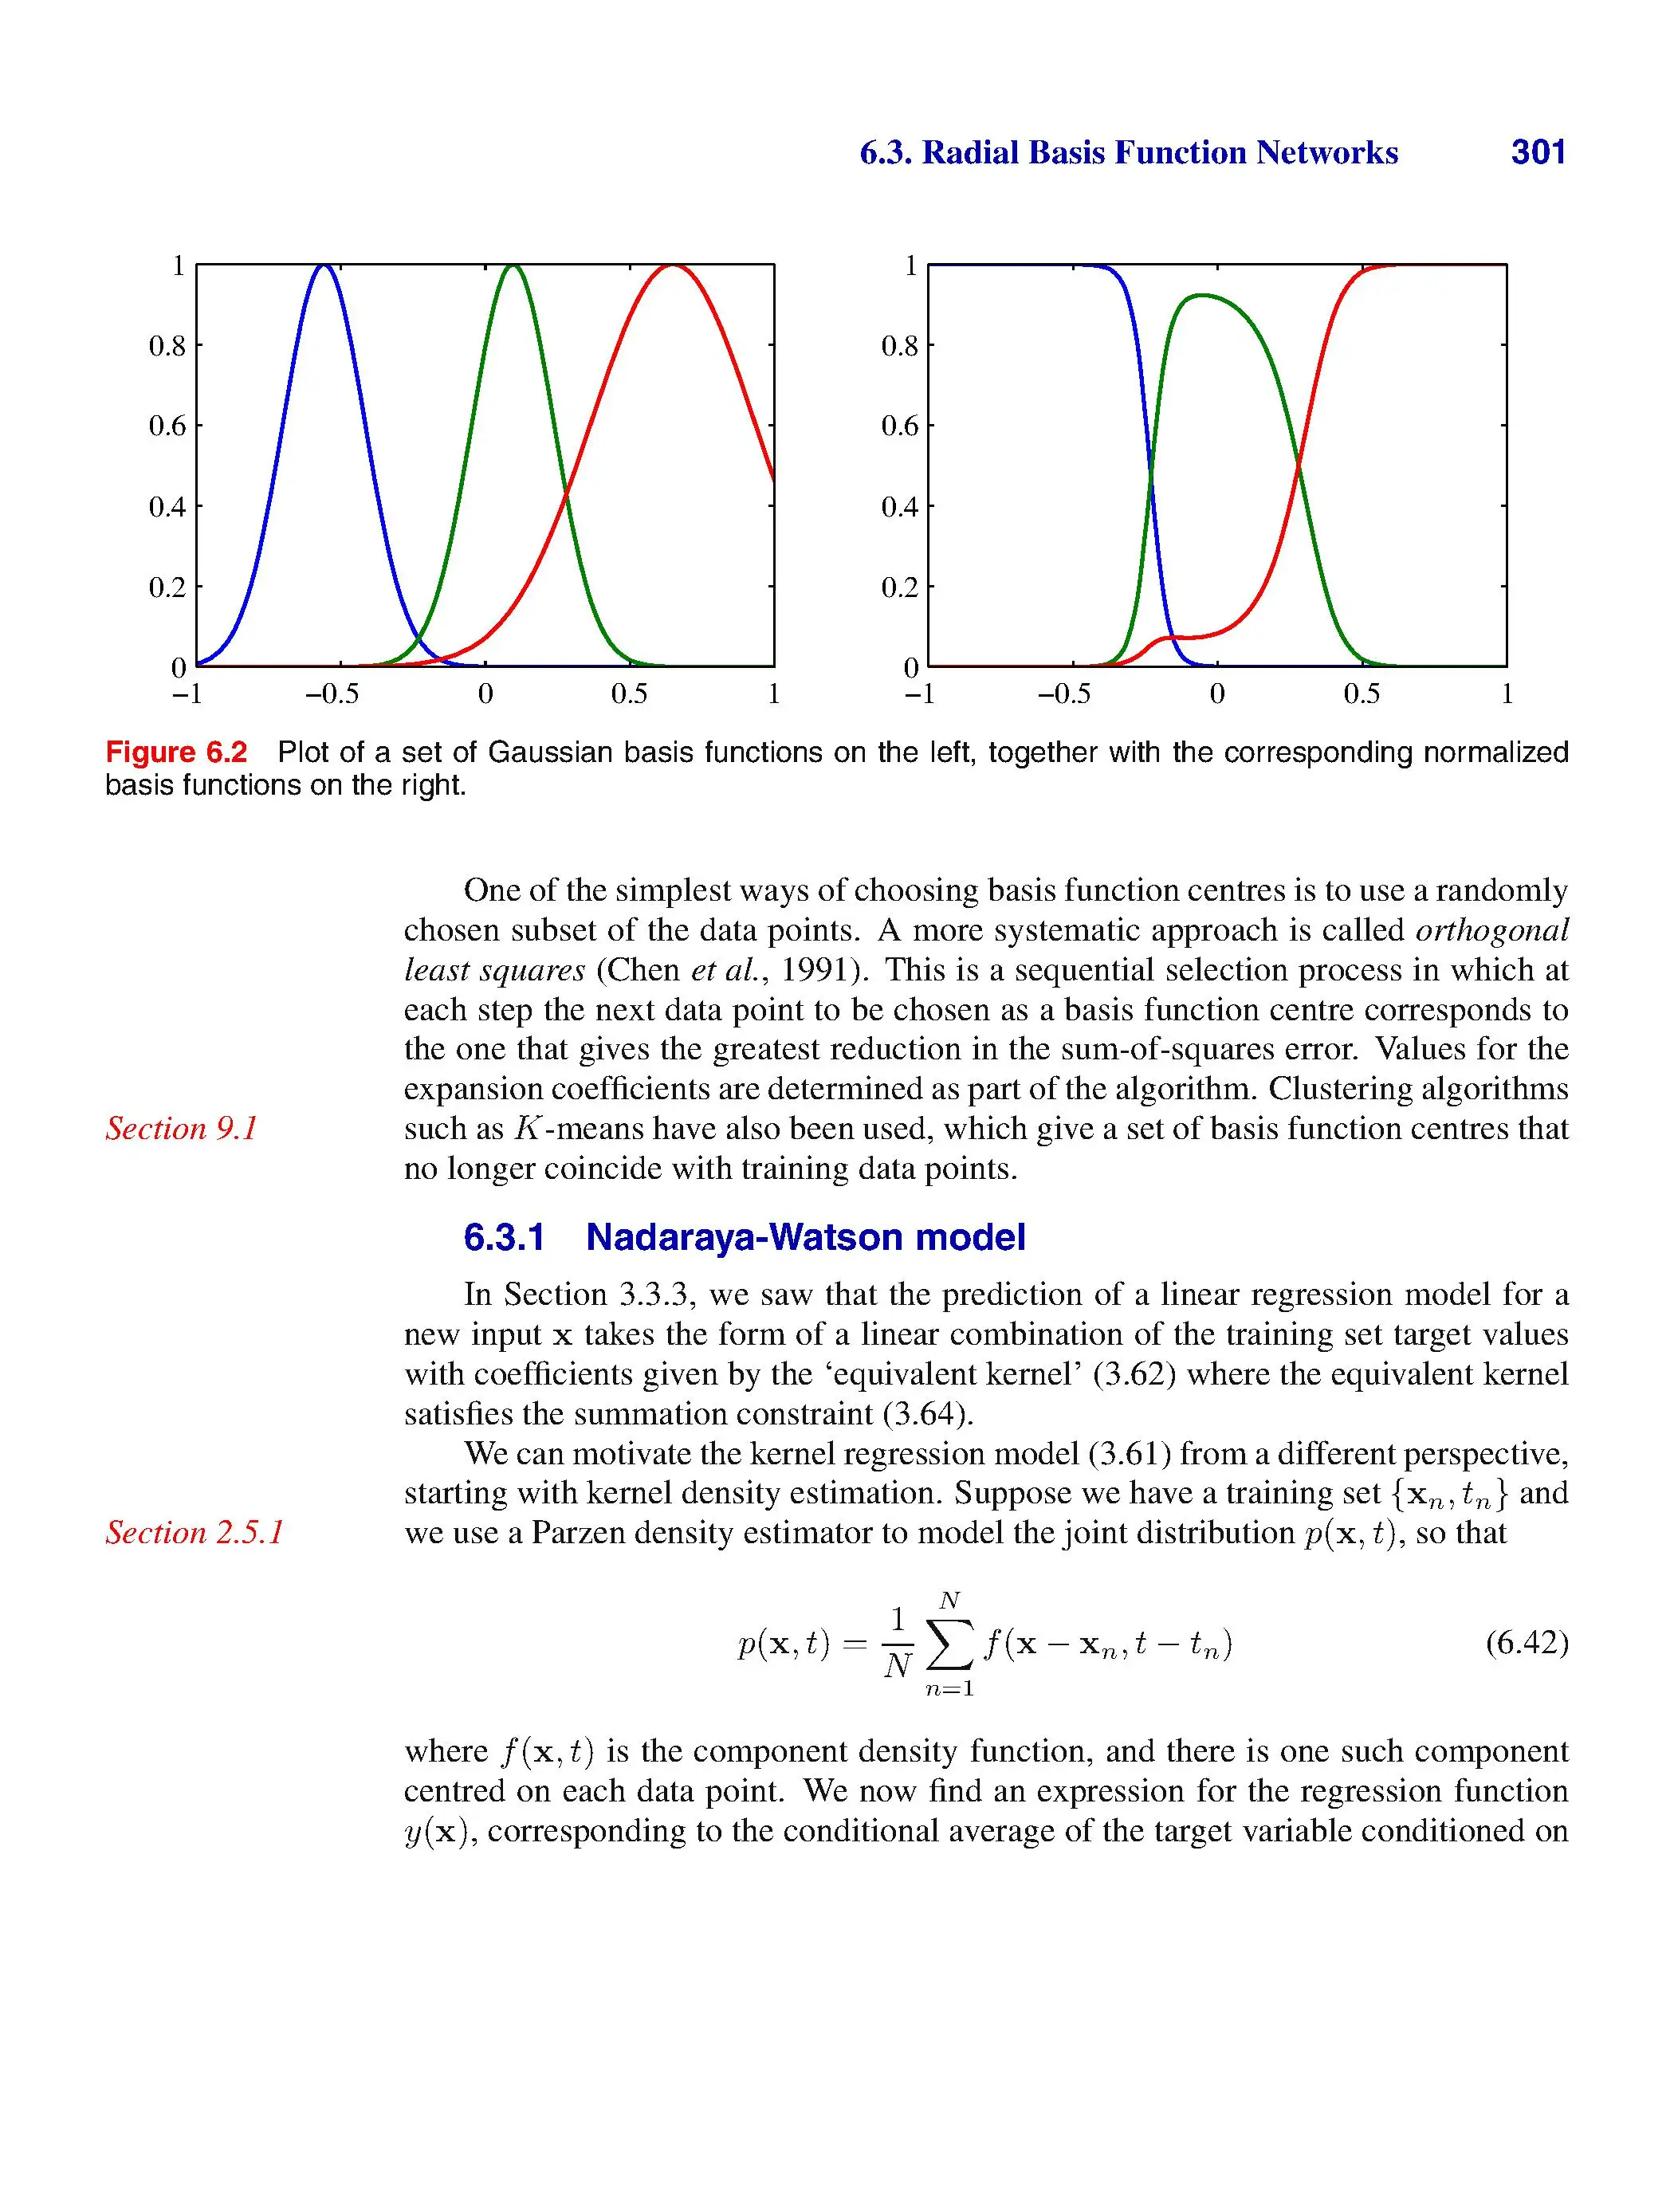 6.3. Radial Basis Function Networks 301
1
0.8
0.6
0.4
0.2
0
−1 −0.5 0 0.5 1
1
0.8
0.6
0.4
0.2
0
−1 −0.5 0 0.5 1
Figure 6.2 Plot of a set of Gaussian basis functions on the left, together with the corresponding normalized
basis functions on the right.
One of the simplest ways of choosing basis function centres is to use a randomly
chosen subset of the data points. A more systematic approach is called orthogonal
least squares (Chen et al., 1991). This is a sequential selection process in which at
each step the next data point to be chosen as a basis function centre corresponds to
the one that gives the greatest reduction in the sum-of-squares error. Values for the
expansion coefficients are determined as part of the algorithm. Clustering algorithms
Section 9.1 such as K-means have also been used, which give a set of basis function centres that
no longer coincide with training data points.
6.3.1 Nadaraya-Watson model
In Section 3.3.3, we saw that the prediction of a linear regression model for a
new input x takes the form of a linear combination of the training set target values
with coefficients given by the ‘equivalent kernel’ (3.62) where the equivalent kernel
satisfies the summation constraint (3.64).
We can motivate the kernel regression model (3.61) from a different perspective,
starting with kernel density estimation. Suppose we have a training set {xₙ, tₙ} and
Section 2.5.1 we use a Parzen density estimator to model the joint distribution p(x, t), so that
p(x, t) = 1/N ∑ₙ₌₁ᴺ f(x − xₙ, t − tₙ) (6.42)
where f(x, t) is the component density function, and there is one such component
centred on each data point. We now find an expression for the regression function
y(x), corresponding to the conditional average of the target variable conditioned on